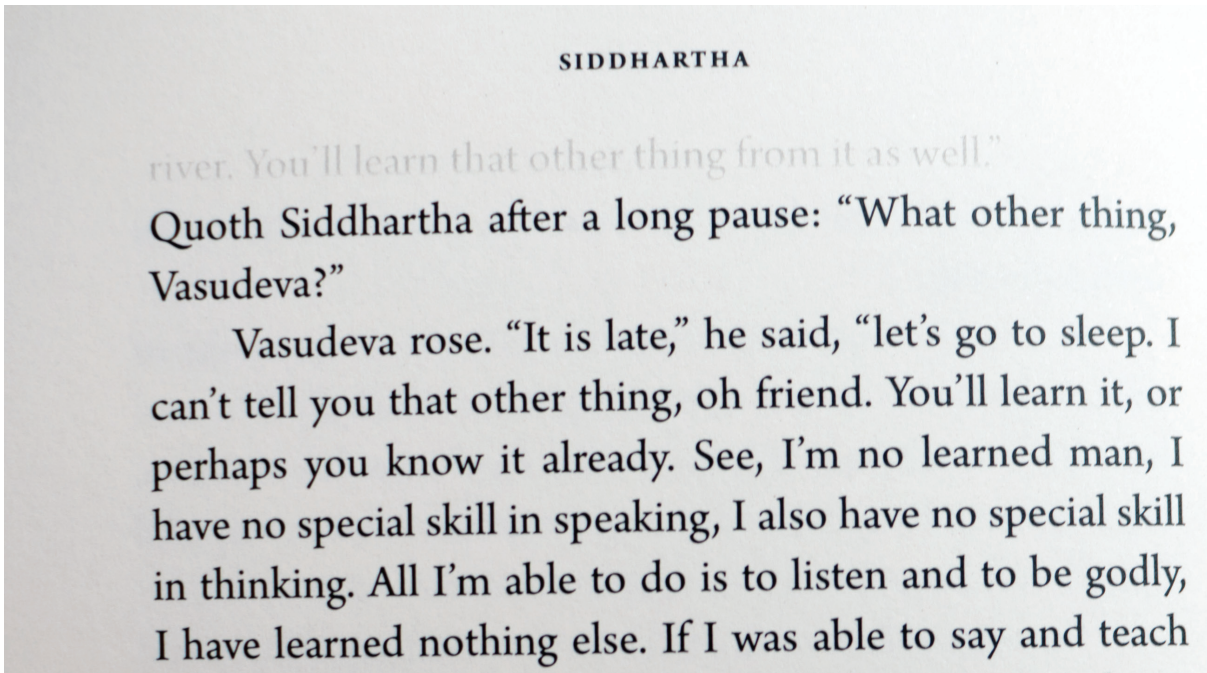 SIDDHARTHA
river. You’ll learn that other thing from it as well.”
Quoth Siddhartha after a long pause: “What other thing,
Vasudeva?”
Vasudeva rose. “It is late,” he said, “let’s go to sleep. I
can’t tell you that other thing, oh friend. You’ll learn it, or
perhaps you know it already. See, I’m no learned man, I
have no special skill in speaking, I also have no special skill
in thinking. All I’m able to do is to listen and to be godly,
I have learned nothing else. If I was able to say and teach